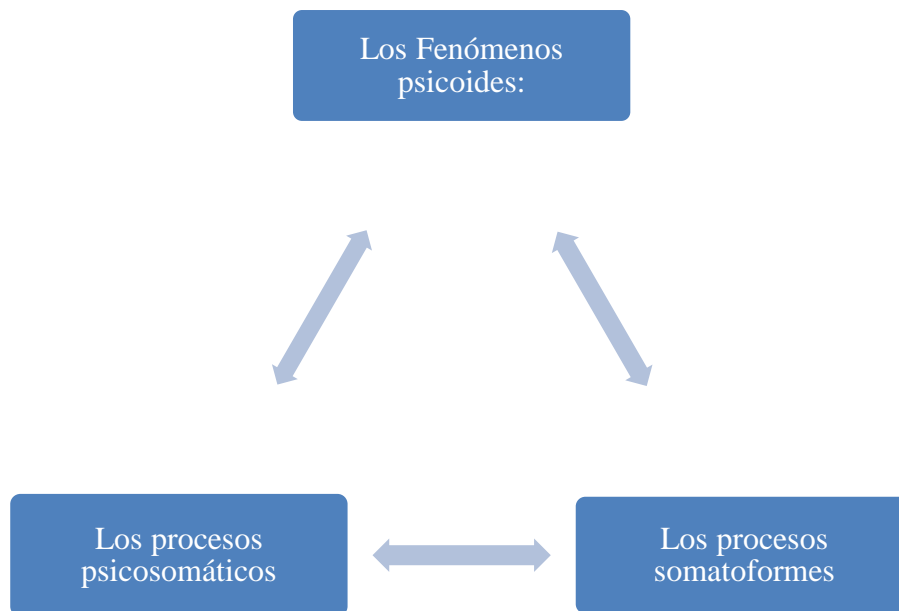 Los Fenómenos
psicoides:
Los procesos
psicosomáticos
Los procesos
somatoformes